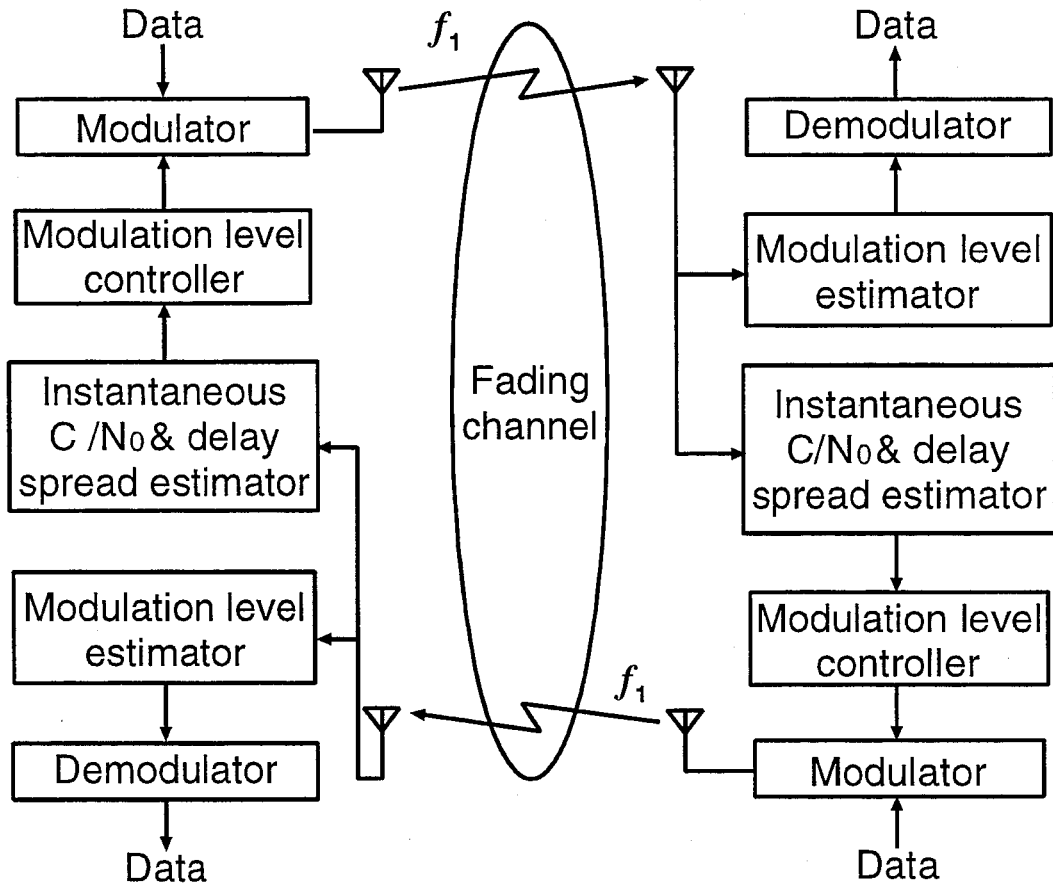 Data
Modulator
Modulation level
controller
Instantaneous
C /N0 & delay
spread estimator
Modulation level
estimator
Demodulator
Data
f1
Fading
channel
f1
Data
Demodulator
Modulation level
estimator
Instantaneous
C/N0 & delay
spread estimator
Modulation level
controller
Modulator
Data